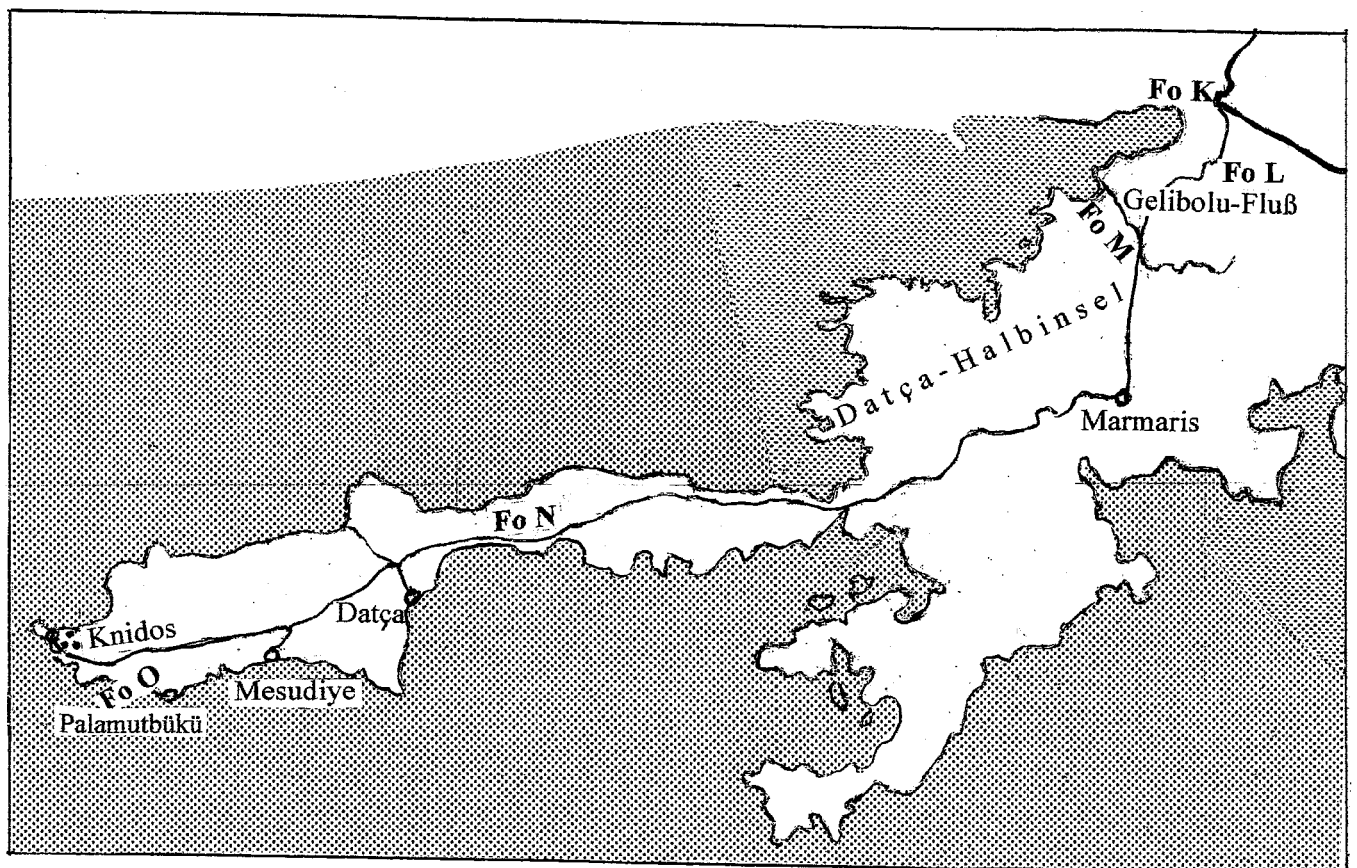 Fo K
Fo L
Gelibolu-Fluß
Fo M
Datça-Halbinsel
Marmaris
Fo N
Datça
Knidos
Fo O
Mesudiye
Palamutbükü